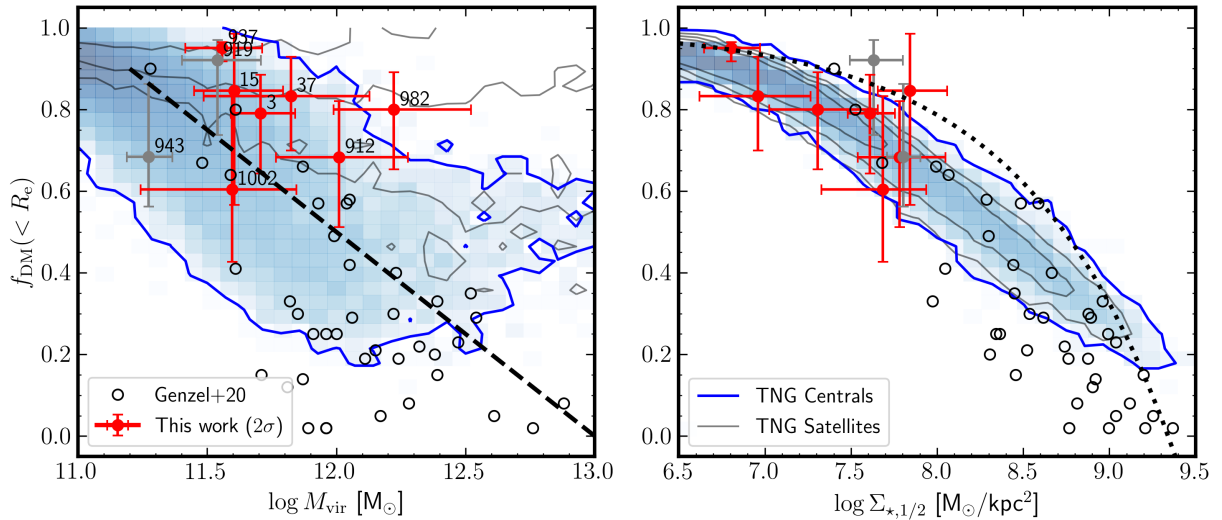 1.0
0.8
0.6
0.4
0.2
0.0
f_DM(< R_e)
937
919
15
37
3
982
943
912
1002
Genzel+20
This work (2σ)
11.0 11.5 12.0 12.5 13.0
log M_vir [M_⊙]
TNG Centrals
TNG Satellites
6.5 7.0 7.5 8.0 8.5 9.0 9.5
log Σ_⋆,1/2 [M_⊙/kpc²]